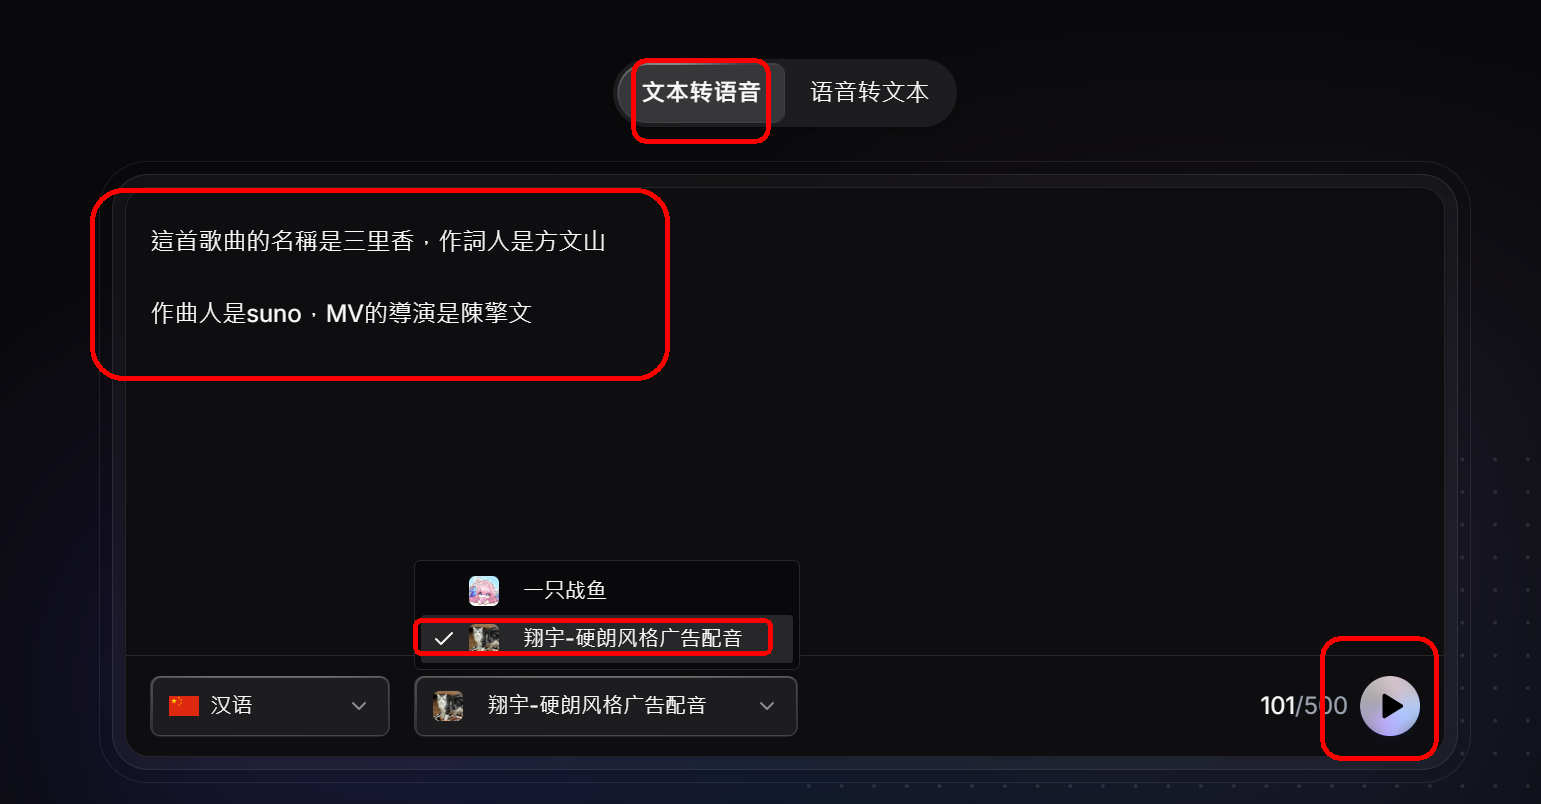 文本转语音
语音转文本
這首歌曲的名稱是三里香，作詞人是方文山
作曲人是suno，MV的導演是陳擎文
一只战鱼
翔宇-硬朗风格广告配音
汉语
翔宇-硬朗风格广告配音
101/500